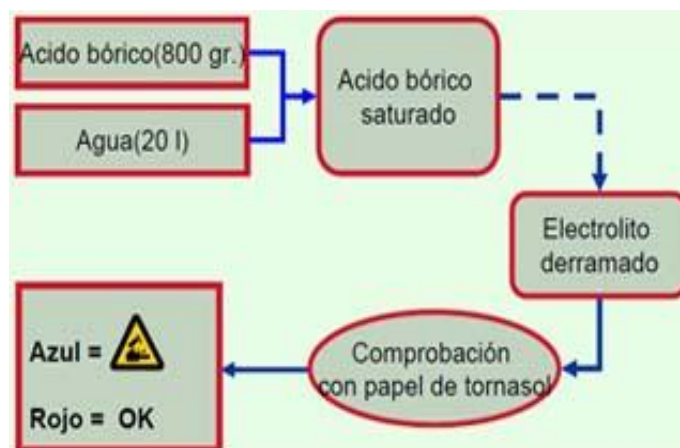 Acido bórico(800 gr.)
Agua(20 l)
Acido bórico
saturado
Electrolito
derramado
Comprobación
con papel de tornasol
Azul =
Rojo = OK